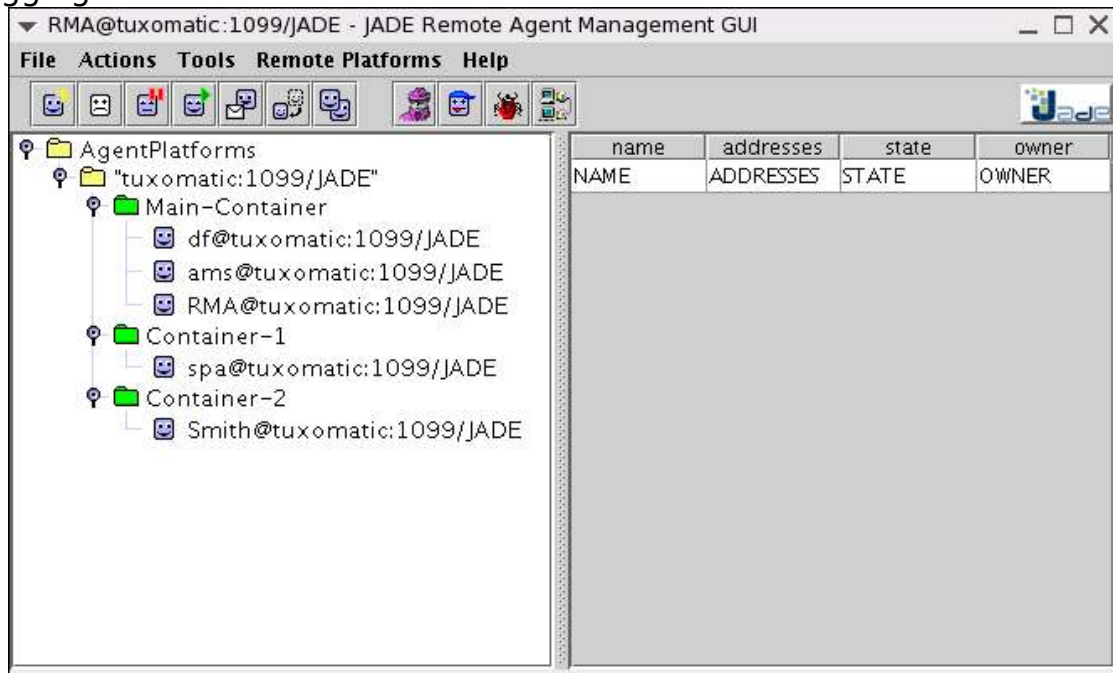 RMA@tuxomatic:1099/JADE - JADE Remote Agent Management GUI
File Actions Tools Remote Platforms Help
Jade
AgentPlatforms
"tuxomatic:1099/JADE"
Main-Container
df@tuxomatic:1099/JADE
ams@tuxomatic:1099/JADE
RMA@tuxomatic:1099/JADE
Container-1
spa@tuxomatic:1099/JADE
Container-2
Smith@tuxomatic:1099/JADE
name addresses state owner
NAME ADDRESSES STATE OWNER